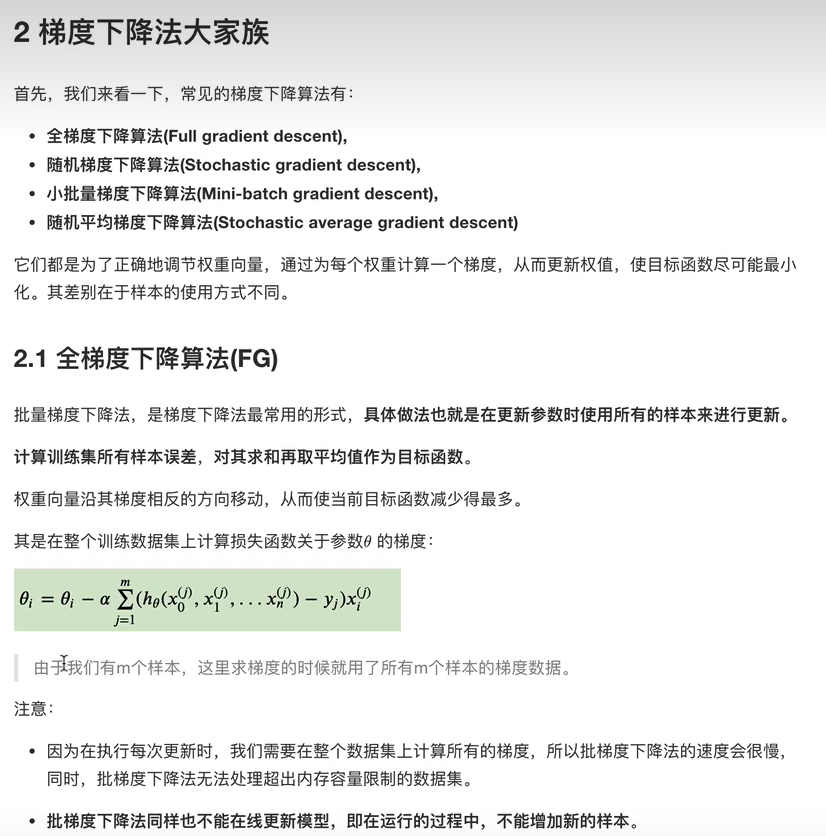 2 梯度下降法大家族
首先，我们来看一下，常见的梯度下降算法有：
• 全梯度下降算法(Full gradient descent),
• 随机梯度下降算法(Stochastic gradient descent),
• 小批量梯度下降算法(Mini-batch gradient descent),
• 随机平均梯度下降算法(Stochastic average gradient descent)
它们都是为了正确地调节权重向量，通过为每个权重计算一个梯度，从而更新权值，使目标函数尽可能最小
化。其差别在于样本的使用方式不同。
2.1 全梯度下降算法(FG)
批量梯度下降法，是梯度下降法最常用的形式，具体做法也就是在更新参数时使用所有的样本来进行更新。
计算训练集所有样本误差，对其求和再取平均值作为目标函数。
权重向量沿其梯度相反的方向移动，从而使当前目标函数减少得最多。
其是在整个训练数据集上计算损失函数关于参数θ 的梯度：
θ_i = θ_i − α ∑_{j=1}^{m} (h_θ(x_0^{(j)}, x_1^{(j)}, . . . x_n^{(j)}) − y_j)x_i^{(j)}
由于我们有m个样本，这里求梯度的时候就用了所有m个样本的梯度数据。
注意：
• 因为在执行每次更新时，我们需要在整个数据集上计算所有的梯度，所以批梯度下降法的速度会很慢，
同时，批梯度下降法无法处理超出内存容量限制的数据集。
• 批梯度下降法同样也不能在线更新模型，即在运行的过程中，不能增加新的样本。